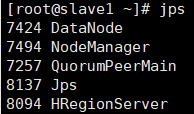 [root@slave1 ~]# jps
7424 DataNode
7494 NodeManager
7257 QuorumPeerMain
8137 Jps
8094 HRegionServer